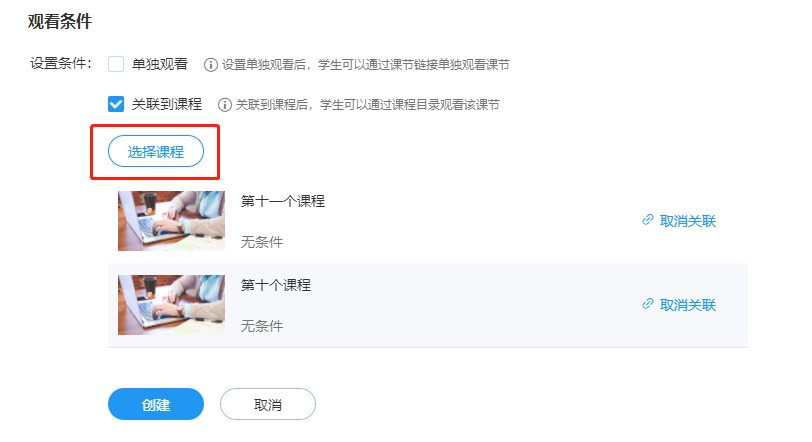 观看条件
设置条件： 单独观看 设置单独观看后，学生可以通过课节链接单独观看课节
关联到课程 关联到课程后，学生可以通过课程目录观看该课节
选择课程
第十一个课程
无条件
取消关联
第十个课程
无条件
取消关联
创建 取消